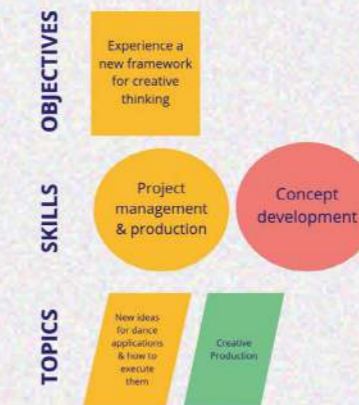 OBJECTIVES
Experience a
new framework
for creative
thinking
SKILLS
Project
management
& production
Concept
development
TOPICS
New ideas
for dance
applications
& how to
execute
them
Creative
Production